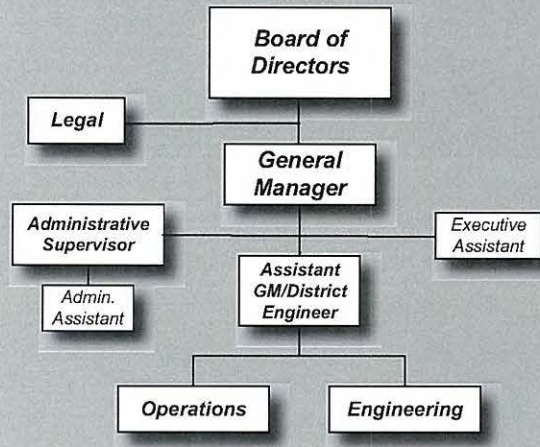 Board of
Directors
Legal
General
Manager
Administrative
Supervisor
Executive
Assistant
Admin.
Assistant
Assistant
GM/District
Engineer
Operations
Engineering